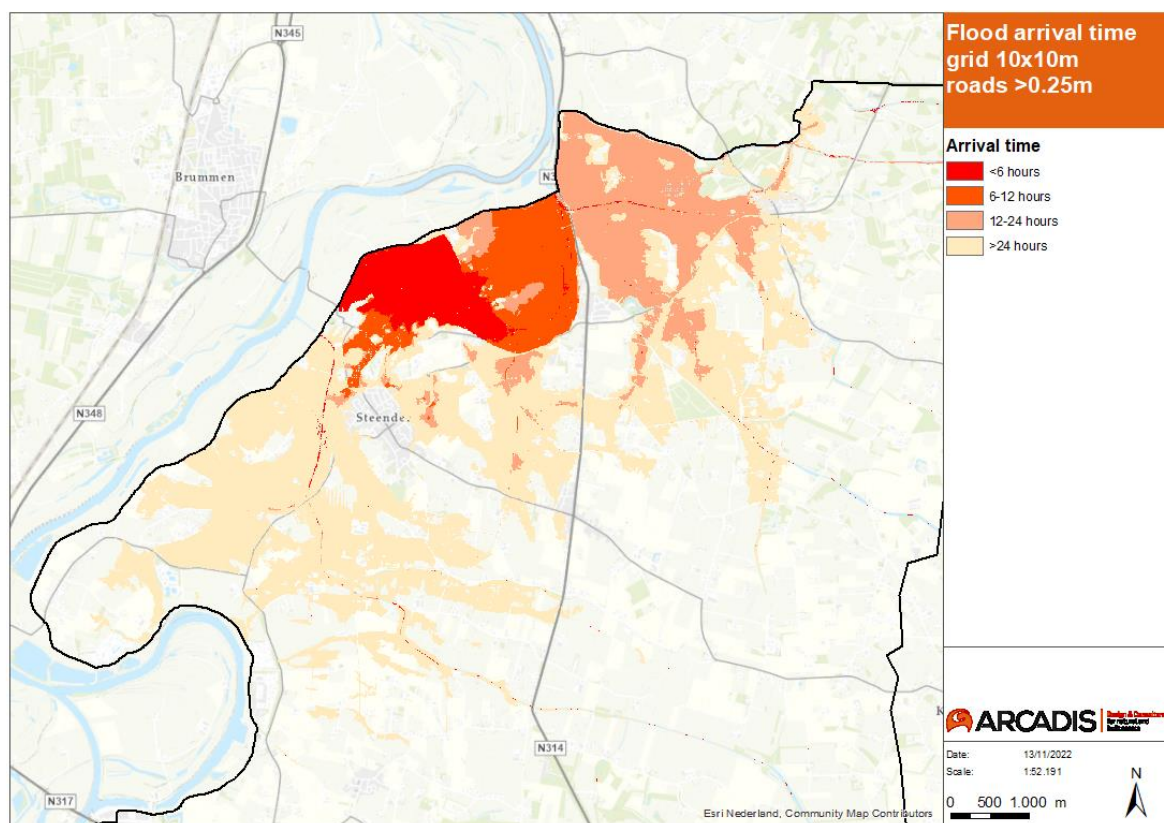 Flood arrival time
grid 10x10m
roads >0.25m
Arrival time
<6 hours
6-12 hours
12-24 hours
>24 hours
N345
Brummen
N3
N348
Steende
N314
N317
K
Esri Nederland, Community Map Contributors
ARCADIS
Date: 13/11/2022
Scale: 1:52.191
N
0 500 1.000 m